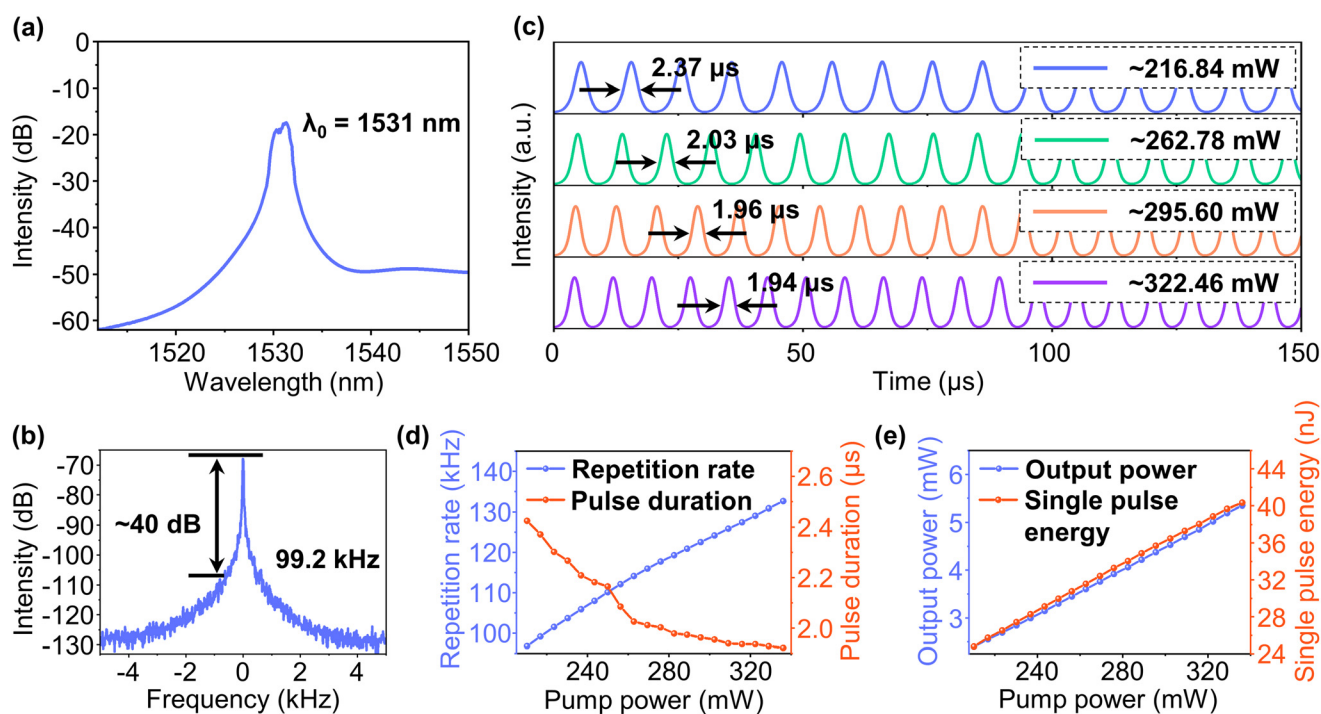 (a)
0
-10
-20
-30
-40
-50
-60
Intensity (dB)
λ0 = 1531 nm
1520
1530
1540
1550
Wavelength (nm)
(c)
Intensity (a.u.)
2.37 µs
~216.84 mW
2.03 µs
~262.78 mW
1.96 µs
~295.60 mW
1.94 µs
~322.46 mW
0
50
100
150
Time (µs)
(b)
-70
-80
-90
-100
-110
-120
-130
Intensity (dB)
~40 dB
99.2 kHz
-4
-2
0
2
4
Frequency (kHz)
(d)
140
130
120
110
100
Repetition rate (kHz)
Repetition rate
Pulse duration
2.6
2.4
2.2
2.0
Pulse duration (µs)
240
280
320
Pump power (mW)
(e)
6
5
4
3
Output power (mW)
Output power
Single pulse
energy
44
40
36
32
28
24
Single pulse energy (nJ)
240
280
320
Pump power (mW)